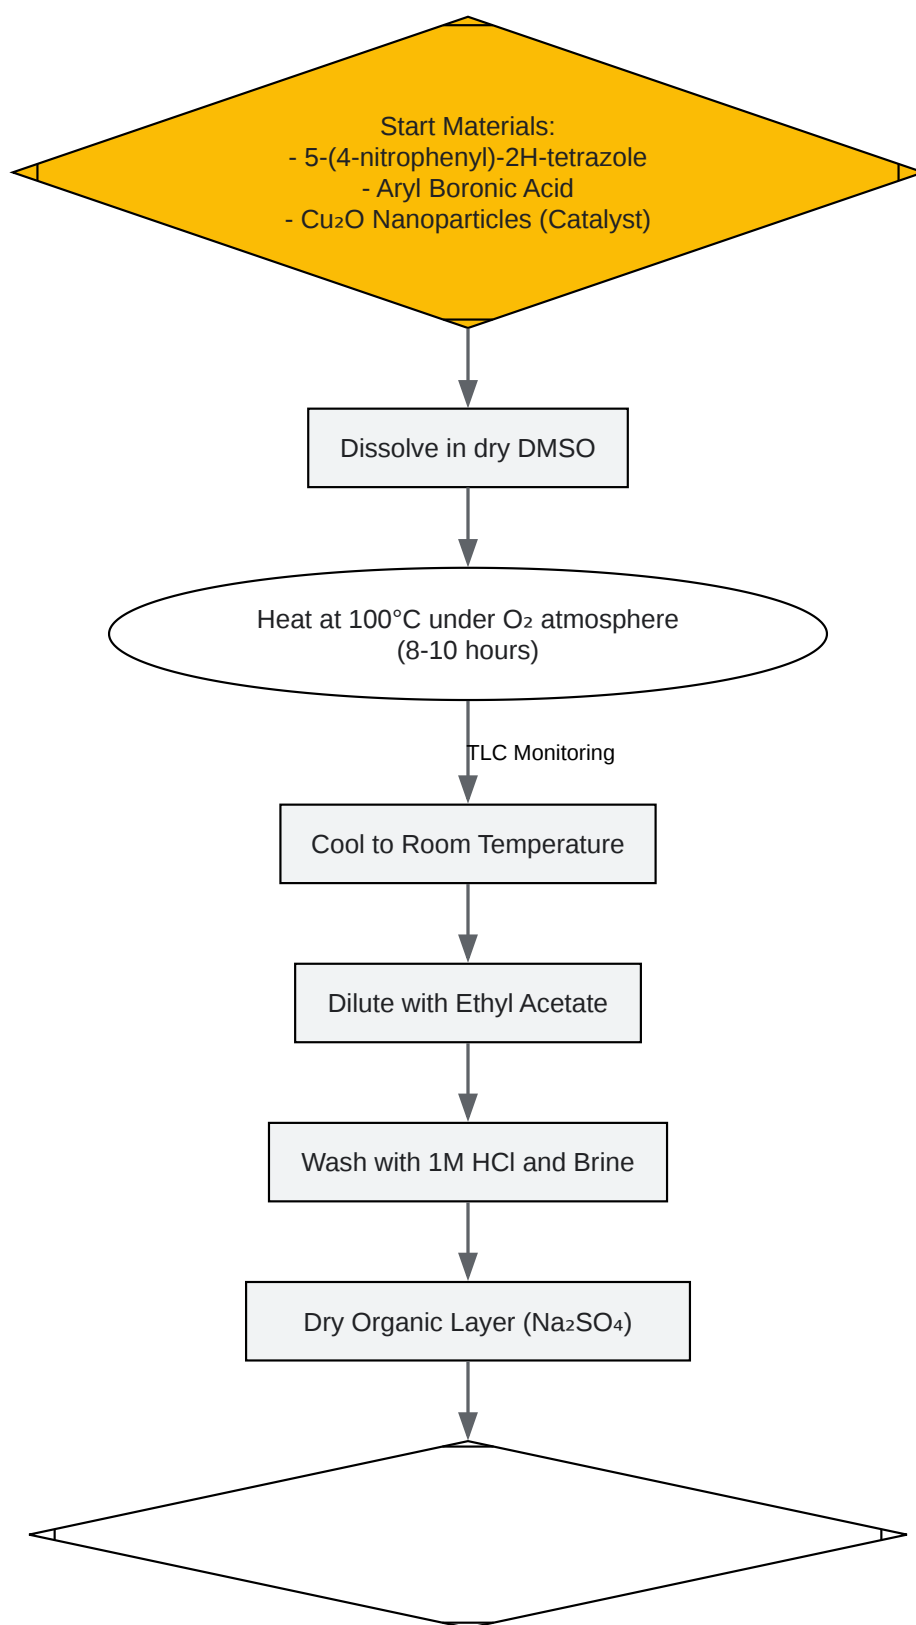 Start Materials:
- 5-(4-nitrophenyl)-2H-tetrazole
- Aryl Boronic Acid
- Cu₂O Nanoparticles (Catalyst)
Dissolve in dry DMSO
Heat at 100°C under O₂ atmosphere
(8-10 hours)
TLC Monitoring
Cool to Room Temperature
Dilute with Ethyl Acetate
Wash with 1M HCl and Brine
Dry Organic Layer (Na₂SO₄)